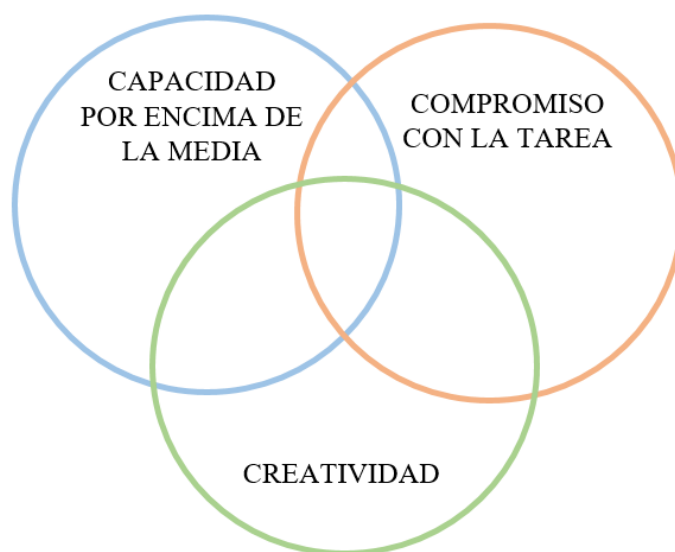 CAPACIDAD
POR ENCIMA DE
LA MEDIA
COMPROMISO
CON LA TAREA
CREATIVIDAD